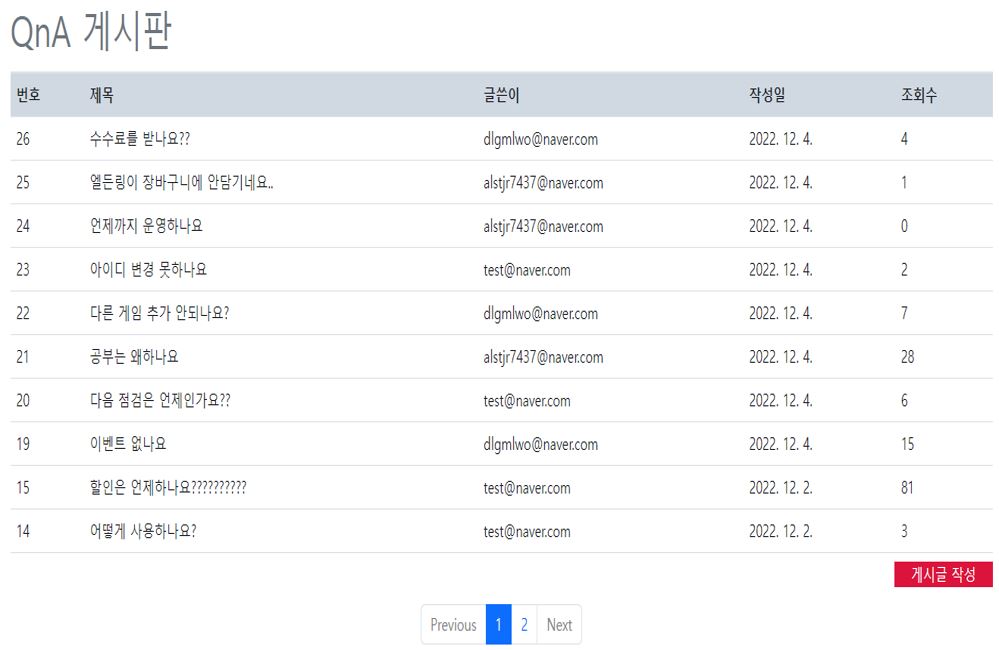 QnA 게시판
번호 제목 글쓴이 작성일 조회수
26 수수료를 받나요?? dlgmlwo@naver.com 2022. 12. 4. 4
25 엘든링이 장바구니에 안담기네요.. alstjr7437@naver.com 2022. 12. 4. 1
24 언제까지 운영하나요 alstjr7437@naver.com 2022. 12. 4. 0
23 아이디 변경 못하나요 test@naver.com 2022. 12. 4. 2
22 다른 게임 추가 안되나요? dlgmlwo@naver.com 2022. 12. 4. 7
21 공부는 왜하나요 alstjr7437@naver.com 2022. 12. 4. 28
20 다음 점검은 언제인가요?? test@naver.com 2022. 12. 4. 6
19 이벤트 없나요 dlgmlwo@naver.com 2022. 12. 4. 15
15 할인은 언제하나요?????????? test@naver.com 2022. 12. 2. 81
14 어떻게 사용하나요? test@naver.com 2022. 12. 2. 3
게시글 작성
Previous 1 2 Next